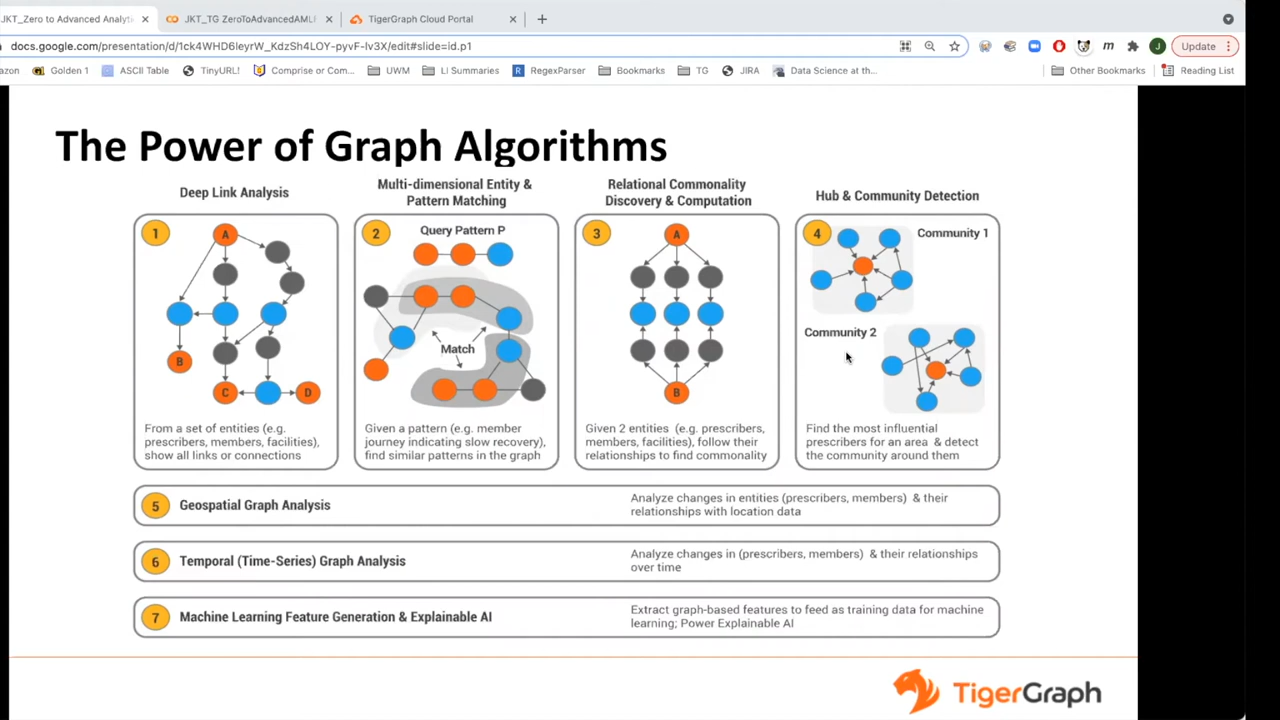 JKT_Zero to Advanced Analyti
JKT_TG ZeroToAdvancedAMLF
TigerGraph Cloud Portal
docs.google.com/presentation/d/1ck4WHD6leyrW_KdzSh4LOY-pyvF-lv3X/edit#slide=id.p1
m
J
Update
azon
Golden 1
ASCII Table
TinyURL!
Comprise or Com...
UWM
LI Summaries
R
RegexParser
Bookmarks
TG
JIRA
Data Science at th...
Other Bookmarks
Reading List
The Power of Graph Algorithms
Deep Link Analysis
1
A
B
C
D
From a set of entities (e.g.
prescribers, members, facilities),
show all links or connections
Multi-dimensional Entity &
Pattern Matching
2
Query Pattern P
Match
Given a pattern (e.g. member
journey indicating slow recovery),
find similar patterns in the graph
Relational Commonality
Discovery & Computation
3
A
B
Given 2 entities (e.g. prescribers,
members, facilities), follow their
relationships to find commonality
Hub & Community Detection
4
Community 1
Community 2
Find the most influential
prescribers for an area & detect
the community around them
5
Geospatial Graph Analysis
Analyze changes in entities (prescribers, members) & their
relationships with location data
6
Temporal (Time-Series) Graph Analysis
Analyze changes in (prescribers, members) & their relationships
over time
7
Machine Learning Feature Generation & Explainable AI
Extract graph-based features to feed as training data for machine
learning; Power Explainable AI
TigerGraph